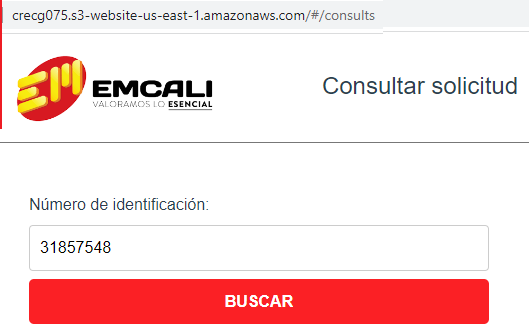 crecg075.s3-website-us-east-1.amazonaws.com/#/consults
EM EMCALI
VALORAMOS LO ESENCIAL
Consultar solicitud
Número de identificación:
31857548
BUSCAR